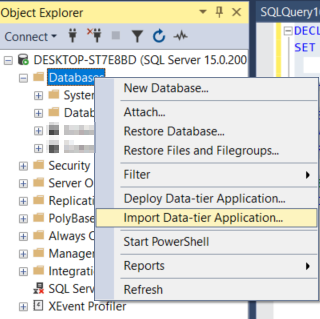 Object Explorer
SQLQuery1
Connect
DECL
SET
DESKTOP-ST7E8BD (SQL Server 15.0.200
Databases
System
Datab
Security
Server O
Replicati
PolyBase
Always O
Manager
Integratio
SQL Serv
XEvent Profiler
New Database...
Attach...
Restore Database...
Restore Files and Filegroups...
Filter
Deploy Data-tier Application...
Import Data-tier Application...
Start PowerShell
Reports
Refresh